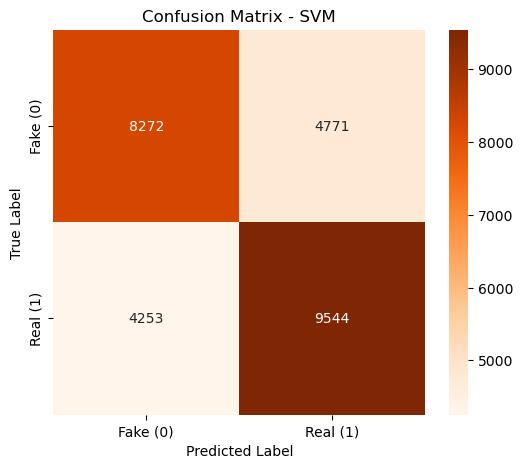 Confusion Matrix - SVM
True Label
Fake (0)
8272 4771
Real (1)
4253 9544
Fake (0) Real (1)
Predicted Label
9000
8000
7000
6000
5000